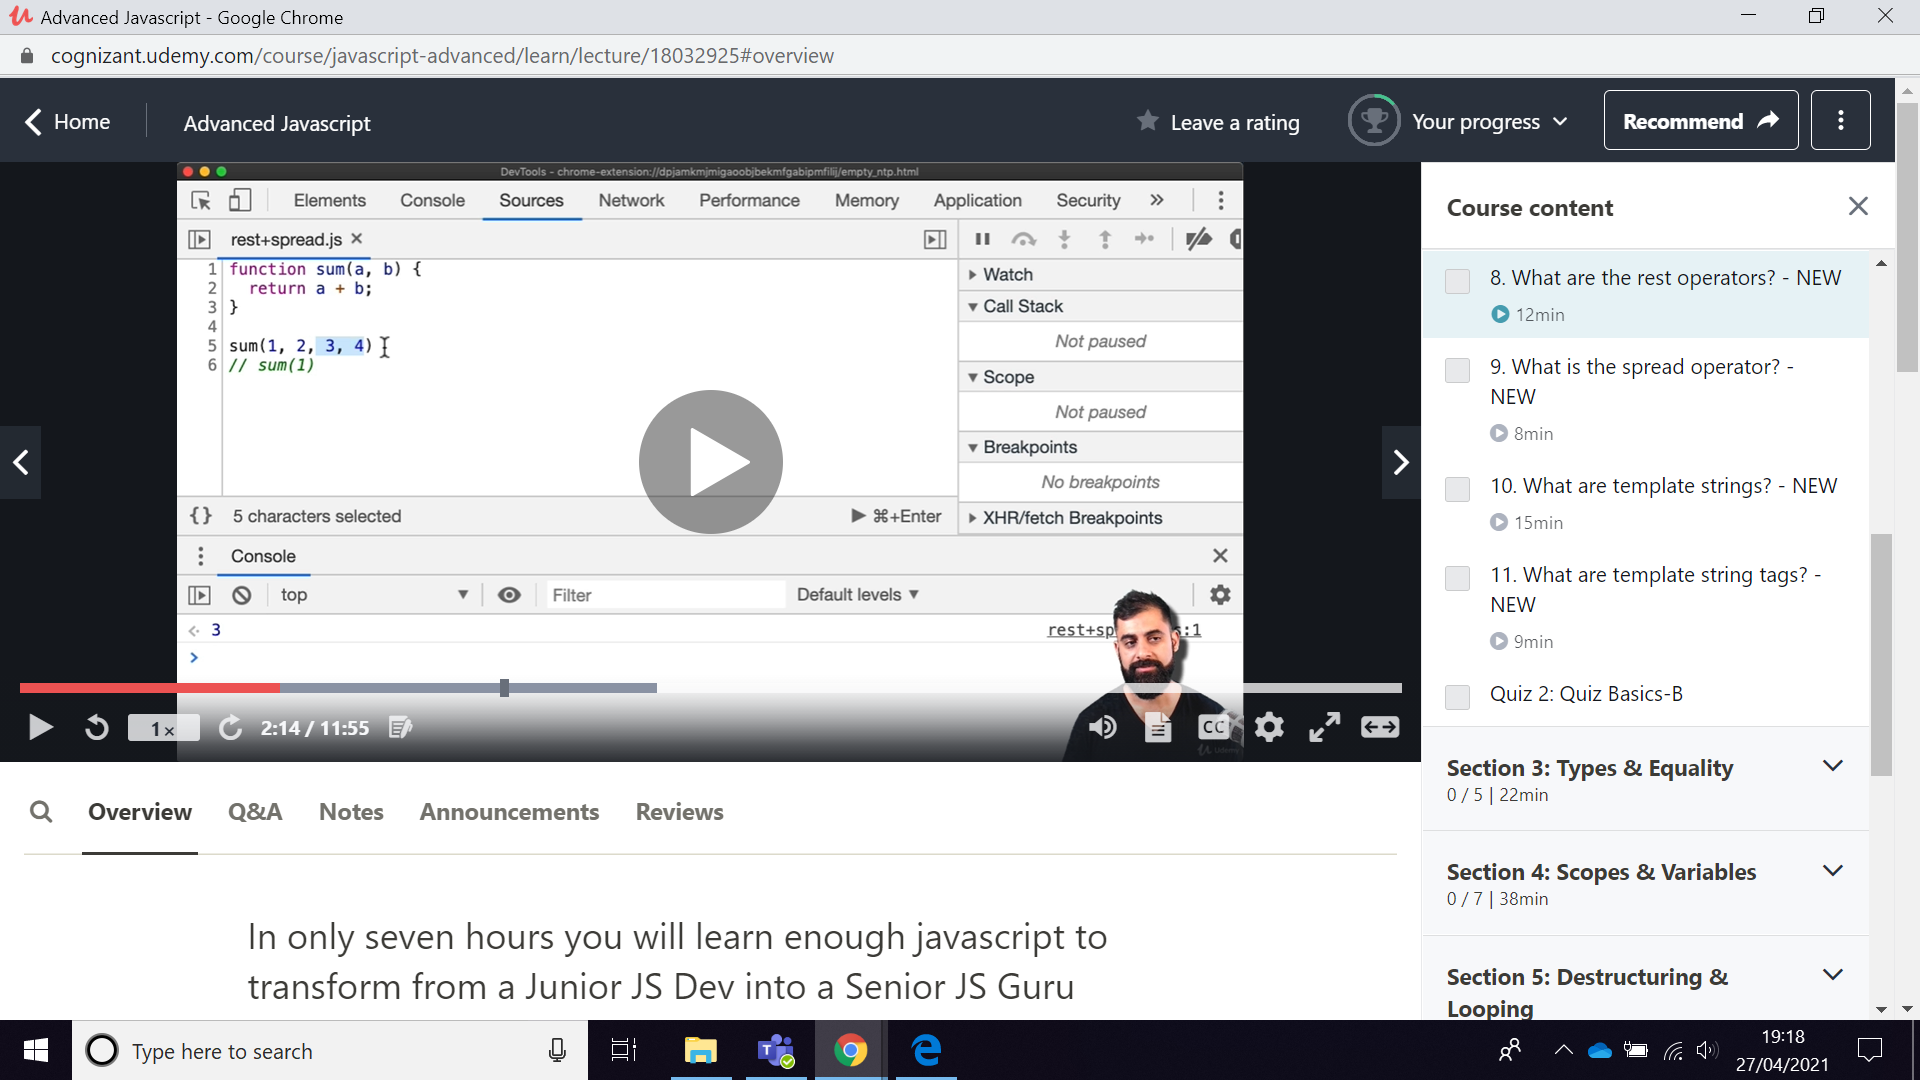 Advanced Javascript - Google Chrome
cognizant.udemy.com/course/javascript-advanced/learn/lecture/18032925#overview
Home
Advanced Javascript
Leave a rating
Your progress
Recommend
DevTools - chrome-extension://dpjamkmjmigaoobjbekmfgabipmfilij/empty_ntp.html
Elements Console Sources Network Performance Memory Application Security »
rest+spread.js ×
1 function sum(a, b) {
2 return a + b;
3 }
4
5 sum(1, 2, 3, 4)
6 // sum(1)
{} 5 characters selected
⌘+Enter
Watch
Call Stack
Not paused
Scope
Not paused
Breakpoints
No breakpoints
XHR/fetch Breakpoints
Console
top
Filter
Default levels ▼
3
rest+sp
s:1
>
1×
2:14 / 11:55
CC
Udemy
Course content
8. What are the rest operators? - NEW
12min
9. What is the spread operator? -
NEW
8min
10. What are template strings? - NEW
15min
11. What are template string tags? -
NEW
9min
Quiz 2: Quiz Basics-B
Section 3: Types & Equality
0 / 5 | 22min
Section 4: Scopes & Variables
0 / 7 | 38min
Section 5: Destructuring &
Looping
Overview Q&A Notes Announcements Reviews
In only seven hours you will learn enough javascript to
transform from a Junior JS Dev into a Senior JS Guru
Type here to search
19:18
27/04/2021